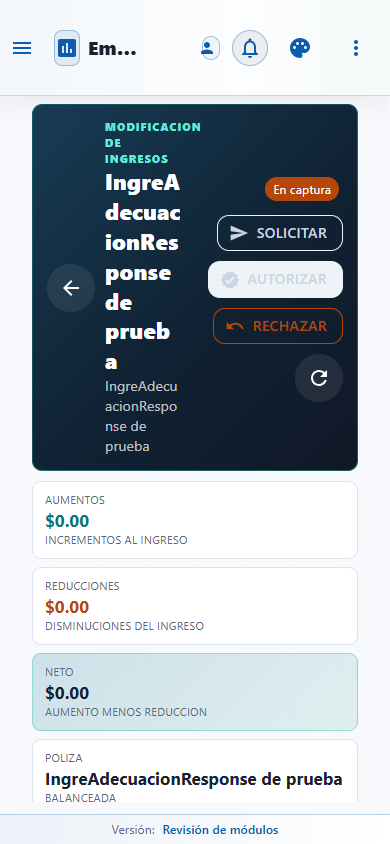 Em...
MODIFICACION
DE
INGRESOS
IngreA
decuac
ionRes
ponse
de
prueb
a
IngreAdecu
acionRespo
nse de
prueba
En captura
SOLICITAR
AUTORIZAR
RECHAZAR
AUMENTOS
$0.00
INCREMENTOS AL INGRESO
REDUCCIONES
$0.00
DISMINUCIONES DEL INGRESO
NETO
$0.00
AUMENTO MENOS REDUCCION
POLIZA
IngreAdecuacionResponse de prueba
BALANCEADA
Versión: Revisión de módulos